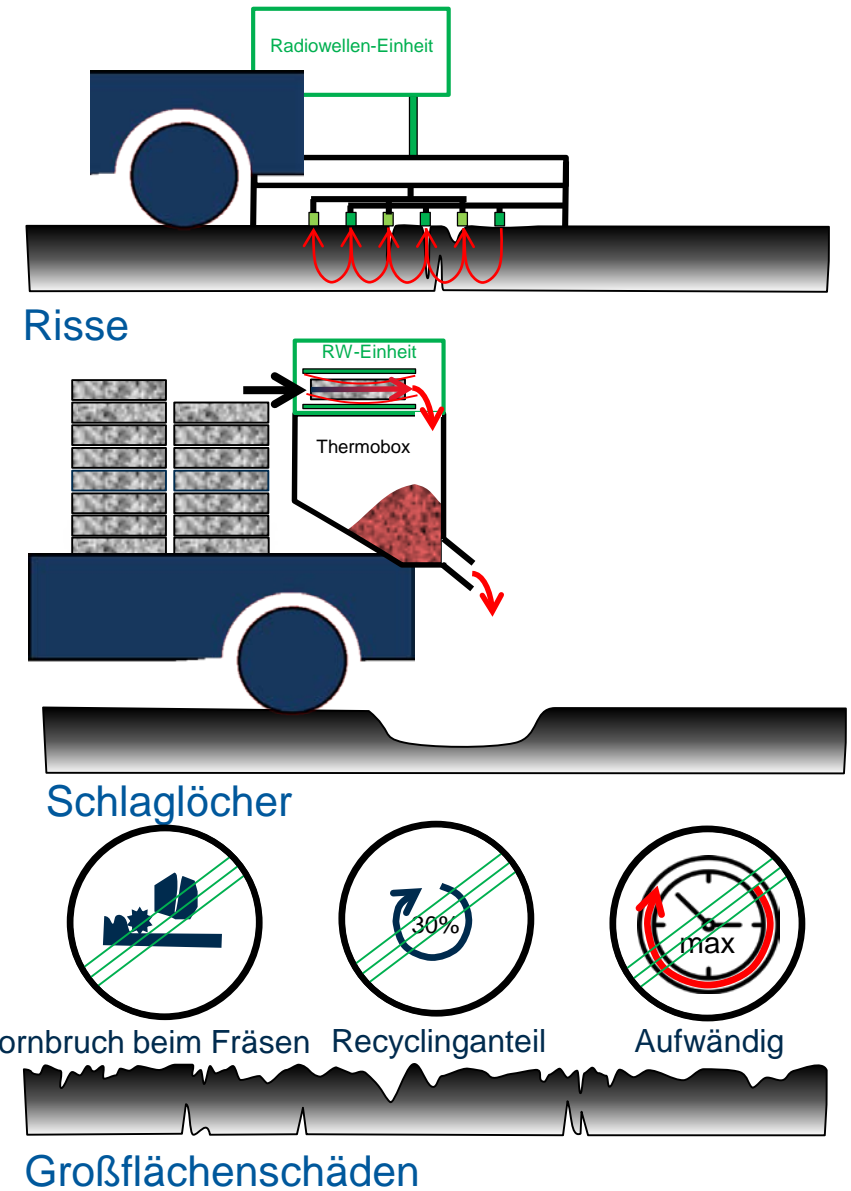 Radiowellen-Einheit
Risse
RW-Einheit
Thermobox
Schlaglöcher
30%
max
ornbruch beim Fräsen
Recyclinganteil
Aufwändig
Großflächenschäden